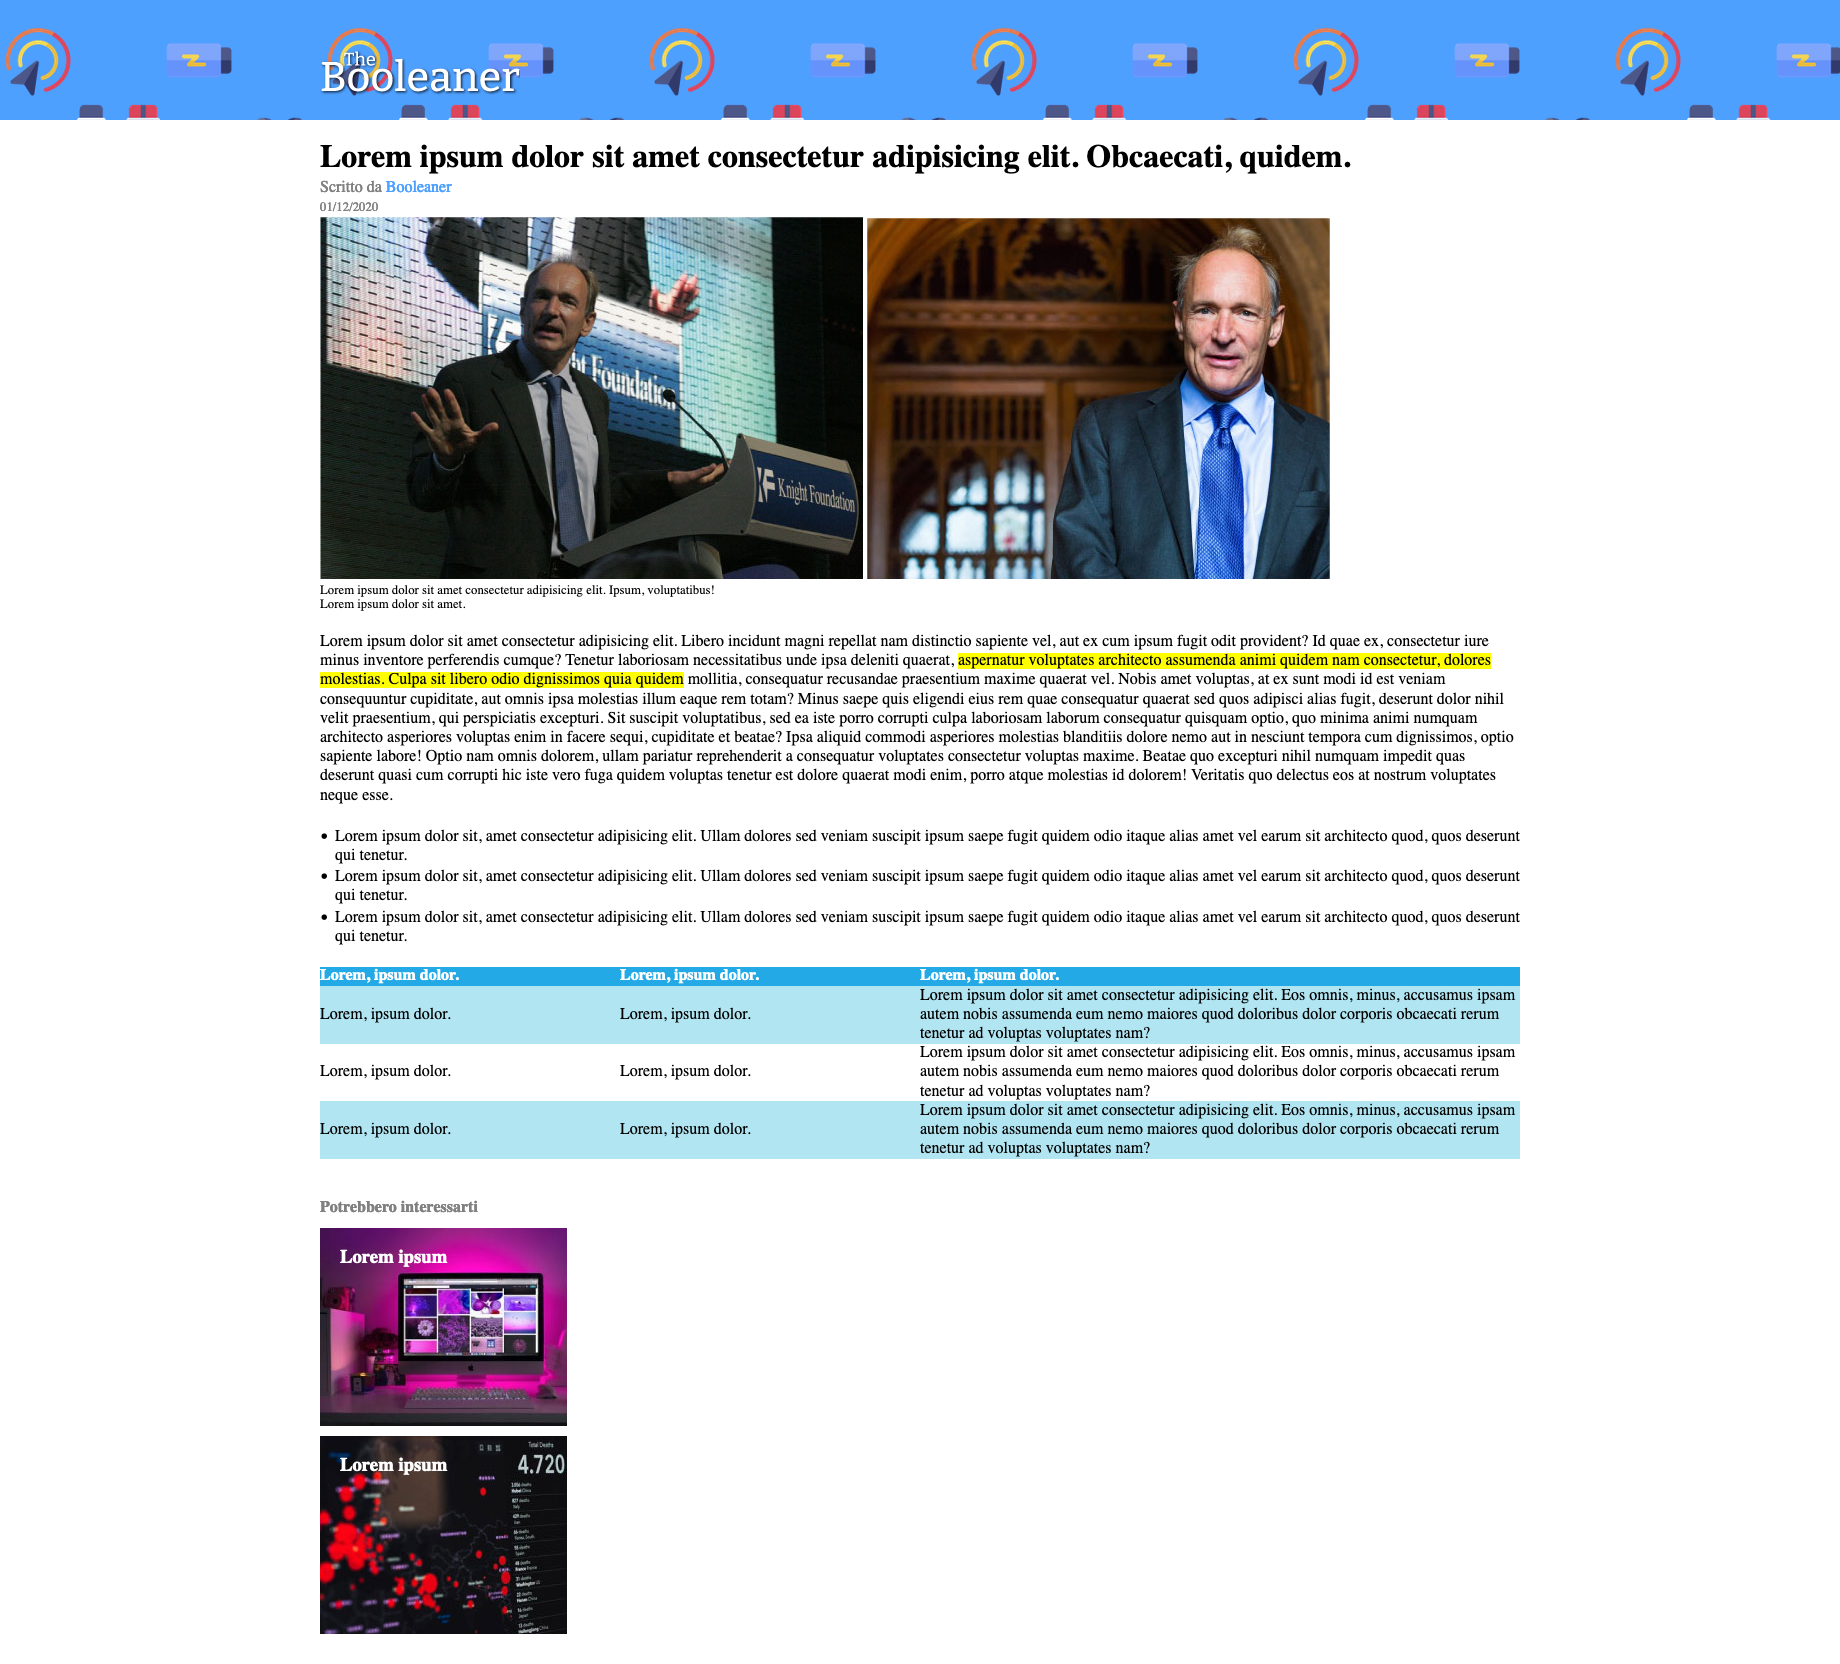 The
Booleaner
Lorem ipsum dolor sit amet consectetur adipisicing elit. Obcaecati, quidem.
Scritto da Booleaner
01/12/2020
Knight Foundation
Knight Foundation
Lorem ipsum dolor sit amet consectetur adipisicing elit. Ipsum, voluptatibus!
Lorem ipsum dolor sit amet.
Lorem ipsum dolor sit amet consectetur adipisicing elit. Libero incidunt magni repellat nam distinctio sapiente vel, aut ex cum ipsum fugit odit provident? Id quae ex, consectetur iure
minus inventore perferendis cumque? Tenetur laboriosam necessitatibus unde ipsa deleniti quaerat, aspernatur voluptates architecto assumenda animi quidem nam consectetur, dolores
molestias. Culpa sit libero odio dignissimos quia quidem mollitia, consequatur recusandae praesentium maxime quaerat vel. Nobis amet voluptas, at ex sunt modi id est veniam
consequuntur cupiditate, aut omnis ipsa molestias illum eaque rem totam? Minus saepe quis eligendi eius rem quae consequatur quaerat sed quos adipisci alias fugit, deserunt dolor nihil
velit praesentium, qui perspiciatis excepturi. Sit suscipit voluptatibus, sed ea iste porro corrupti culpa laboriosam laborum consequatur quisquam optio, quo minima animi numquam
architecto asperiores voluptas enim in facere sequi, cupiditate et beatae? Ipsa aliquid commodi asperiores molestias blanditiis dolore nemo aut in nesciunt tempora cum dignissimos, optio
sapiente labore! Optio nam omnis dolorem, ullam pariatur reprehenderit a consequatur voluptates consectetur voluptas maxime. Beatae quo excepturi nihil numquam impedit quas
deserunt quasi cum corrupti hic iste vero fuga quidem voluptas tenetur est dolore quaerat modi enim, porro atque molestias id dolorem! Veritatis quo delectus eos at nostrum voluptates
neque esse.
• Lorem ipsum dolor sit, amet consectetur adipisicing elit. Ullam dolores sed veniam suscipit ipsum saepe fugit quidem odio itaque alias amet vel earum sit architecto quod, quos deserunt
qui tenetur.
• Lorem ipsum dolor sit, amet consectetur adipisicing elit. Ullam dolores sed veniam suscipit ipsum saepe fugit quidem odio itaque alias amet vel earum sit architecto quod, quos deserunt
qui tenetur.
• Lorem ipsum dolor sit, amet consectetur adipisicing elit. Ullam dolores sed veniam suscipit ipsum saepe fugit quidem odio itaque alias amet vel earum sit architecto quod, quos deserunt
qui tenetur.
Lorem, ipsum dolor. Lorem, ipsum dolor. Lorem, ipsum dolor.
Lorem, ipsum dolor. Lorem, ipsum dolor. Lorem ipsum dolor sit amet consectetur adipisicing elit. Eos omnis, minus, accusamus ipsam
autem nobis assumenda eum nemo maiores quod doloribus dolor corporis obcaecati rerum
tenetur ad voluptas voluptates nam?
Lorem, ipsum dolor. Lorem, ipsum dolor. Lorem ipsum dolor sit amet consectetur adipisicing elit. Eos omnis, minus, accusamus ipsam
autem nobis assumenda eum nemo maiores quod doloribus dolor corporis obcaecati rerum
tenetur ad voluptas voluptates nam?
Lorem, ipsum dolor. Lorem, ipsum dolor. Lorem ipsum dolor sit amet consectetur adipisicing elit. Eos omnis, minus, accusamus ipsam
autem nobis assumenda eum nemo maiores quod doloribus dolor corporis obcaecati rerum
tenetur ad voluptas voluptates nam?
Potrebbero interessarti
Lorem ipsum
Lorem ipsum
Total Deaths
4.720
RUSSIA